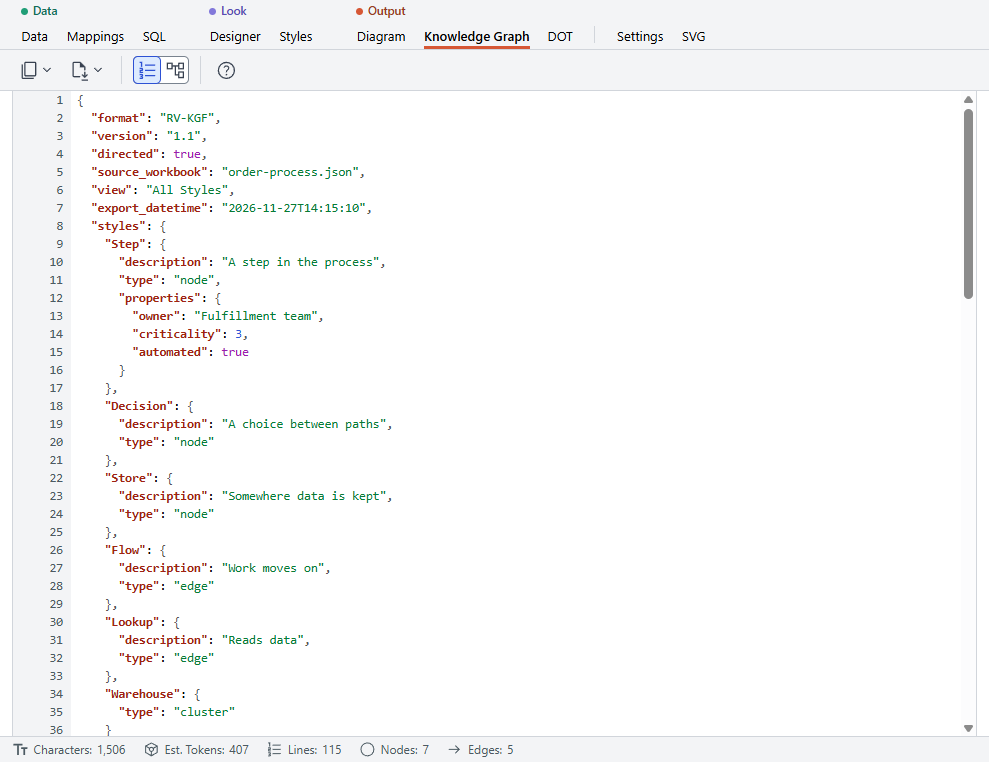 Data Look Output
Data Mappings SQL Designer Styles Diagram Knowledge Graph DOT Settings SVG
1 {
2 "format": "RV-KGF",
3 "version": "1.1",
4 "directed": true,
5 "source_workbook": "order-process.json",
6 "view": "All Styles",
7 "export_datetime": "2026-11-27T14:15:10",
8 "styles": {
9 "Step": {
10 "description": "A step in the process",
11 "type": "node",
12 "properties": {
13 "owner": "Fulfillment team",
14 "criticality": 3,
15 "automated": true
16 }
17 },
18 "Decision": {
19 "description": "A choice between paths",
20 "type": "node"
21 },
22 "Store": {
23 "description": "Somewhere data is kept",
24 "type": "node"
25 },
26 "Flow": {
27 "description": "Work moves on",
28 "type": "edge"
29 },
30 "Lookup": {
31 "description": "Reads data",
32 "type": "edge"
33 },
34 "Warehouse": {
35 "type": "cluster"
36 }
Characters: 1,506 Est. Tokens: 407 Lines: 115 Nodes: 7 Edges: 5